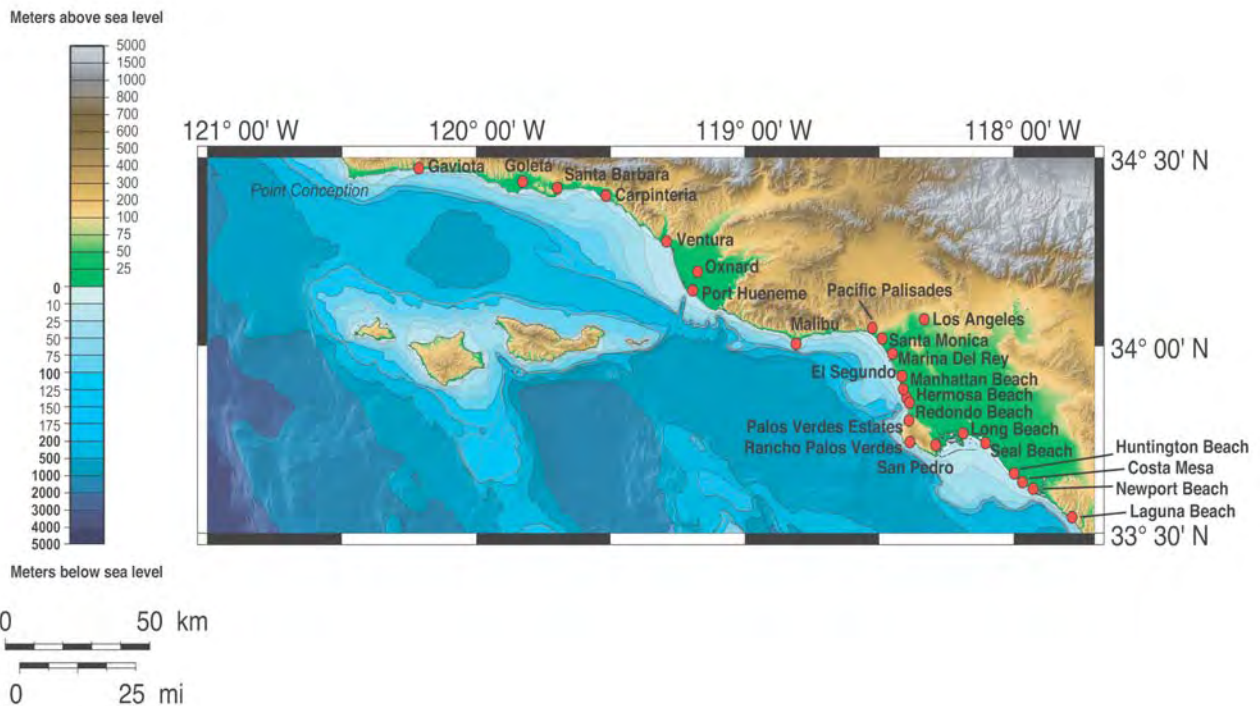 Meters above sea level
5000
1500
1000
800
700
600
500
400
300
200
100
75
50
25
0
10
25
50
75
100
125
150
175
200
500
1000
2000
3000
4000
5000
Meters below sea level
0 50 km
0 25 mi
121° 00' W 120° 00' W 119° 00' W 118° 00' W
34° 30' N
34° 00' N
33° 30' N
Point Conception
Gaviota
Goleta
Santa Barbara
Carpinteria
Ventura
Oxnard
Port Hueneme
Malibu
Pacific Palisades
Los Angeles
Santa Monica
Marina Del Rey
El Segundo
Manhattan Beach
Hermosa Beach
Redondo Beach
Palos Verdes Estates
Long Beach
Rancho Palos Verdes
Seal Beach
San Pedro
Huntington Beach
Costa Mesa
Newport Beach
Laguna Beach